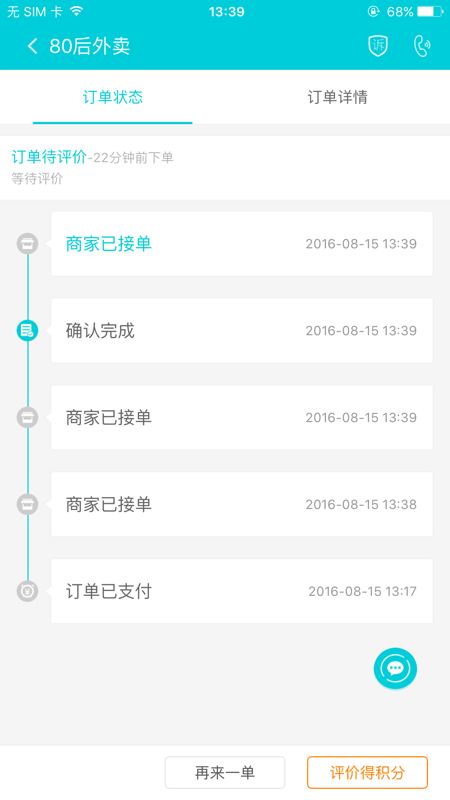 无 SIM 卡 13:39 68%
80后外卖 诉
订单状态 订单详情
订单待评价-22分钟前下单
等待评价
商家已接单 2016-08-15 13:39
确认完成 2016-08-15 13:39
商家已接单 2016-08-15 13:39
商家已接单 2016-08-15 13:38
订单已支付 2016-08-15 13:17
再来一单 评价得积分